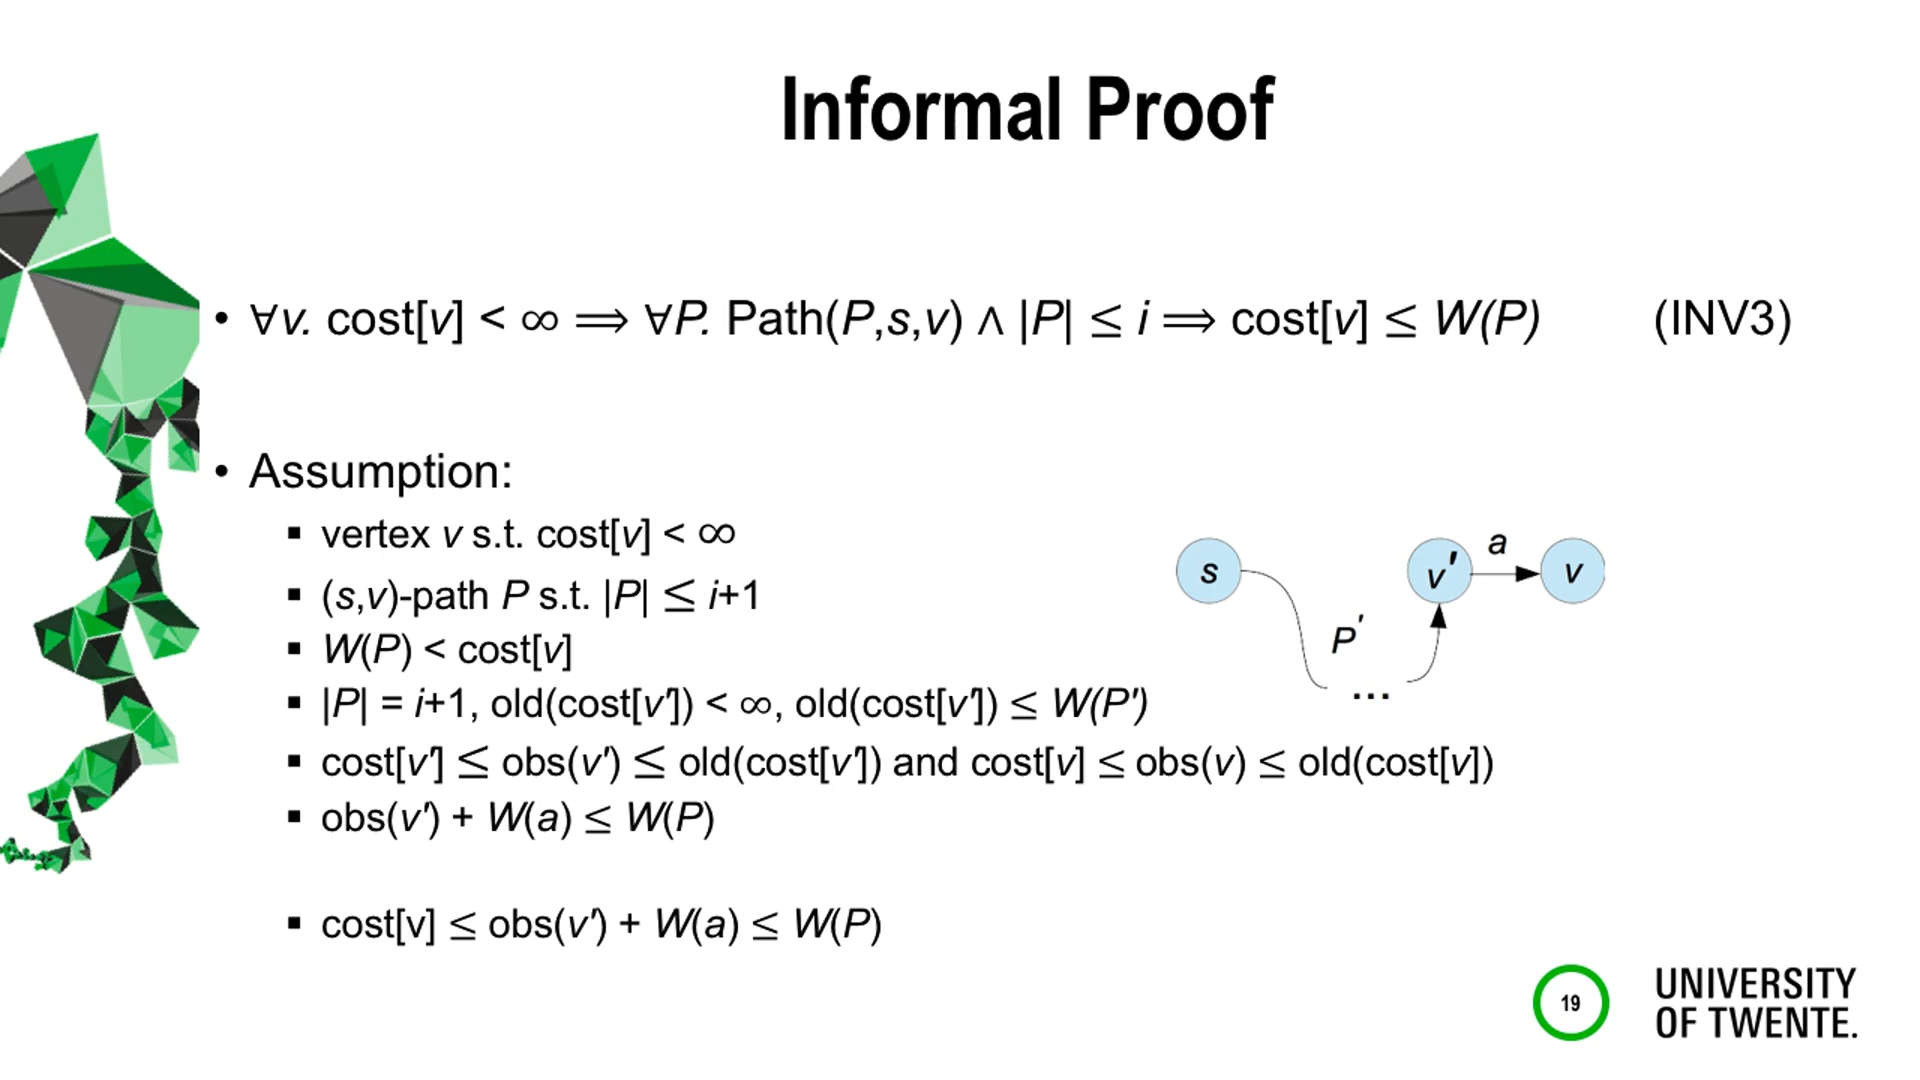 Informal Proof
• ∀v. cost[v] < ∞ ⟹ ∀P. Path(P,s,v) ∧ |P| ≤ i ⟹ cost[v] ≤ W(P) (INV3)
• Assumption:
▪ vertex v s.t. cost[v] < ∞
▪ (s,v)-path P s.t. |P| ≤ i+1
▪ W(P) < cost[v]
▪ |P| = i+1, old(cost[v']) < ∞, old(cost[v']) ≤ W(P')
▪ cost[v'] ≤ obs(v') ≤ old(cost[v']) and cost[v] ≤ obs(v) ≤ old(cost[v])
▪ obs(v') + W(a) ≤ W(P)
▪ cost[v] ≤ obs(v') + W(a) ≤ W(P)
s
v'
a
v
P'
...
19
UNIVERSITY
OF TWENTE.